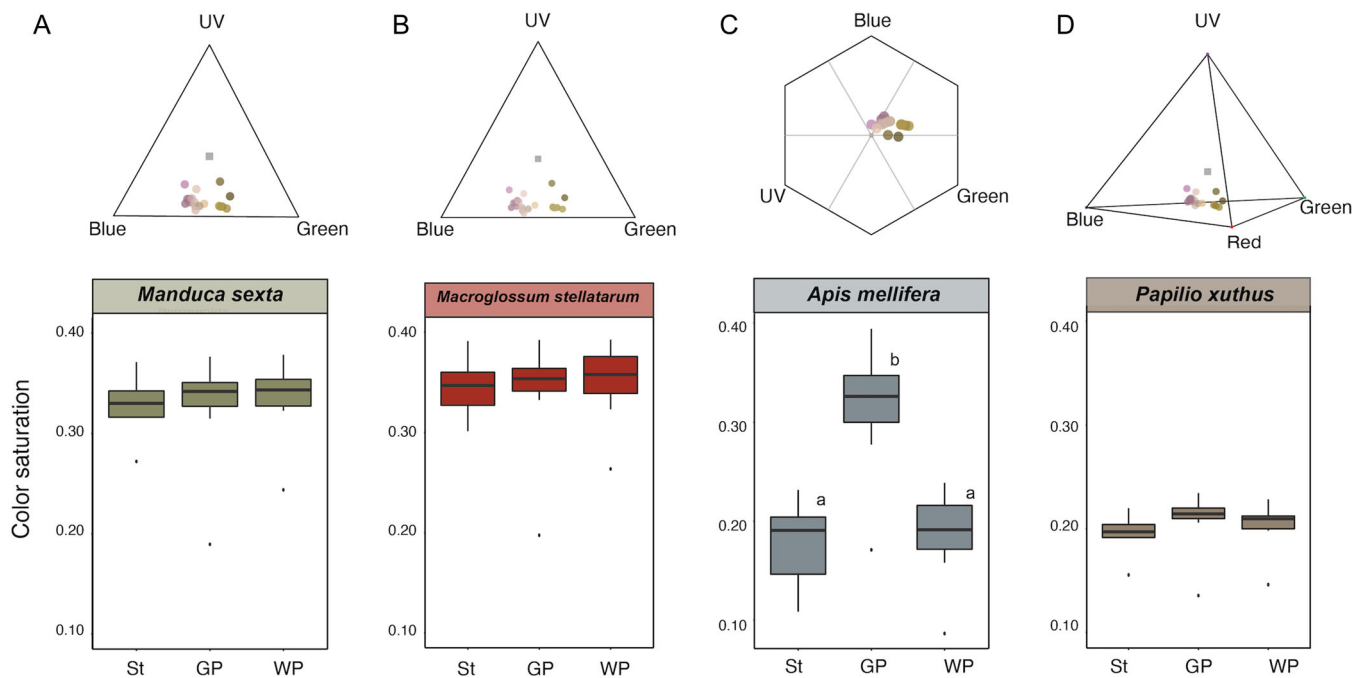 A
B
C
D
UV
UV
Blue
UV
Blue
Green
Blue
Green
UV
Green
Blue
Green
Red
Manduca sexta
Macroglossum stellatarum
Apis mellifera
Papilio xuthus
Color saturation
0.40
0.30
0.20
0.10
0.40
0.30
0.20
0.10
0.40
0.30
0.20
0.10
0.40
0.30
0.20
0.10
a
b
a
St GP WP
St GP WP
St GP WP
St GP WP